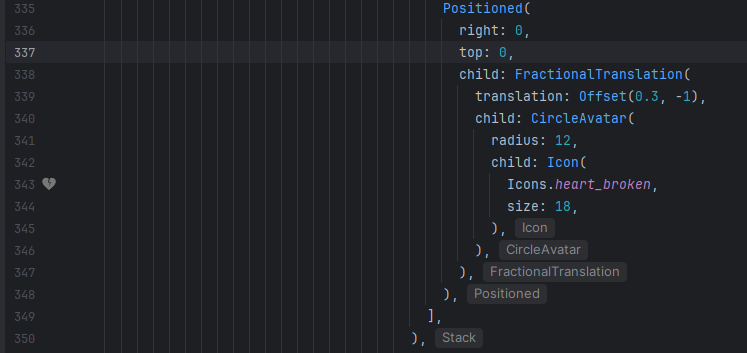 335 Positioned(
336 right: 0,
337 top: 0,
338 child: FractionalTranslation(
339 translation: Offset(0.3, -1),
340 child: CircleAvatar(
341 radius: 12,
342 child: Icon(
343 Icons.heart_broken,
344 size: 18,
345 ), Icon
346 ), CircleAvatar
347 ), FractionalTranslation
348 ), Positioned
349 ],
350 ), Stack